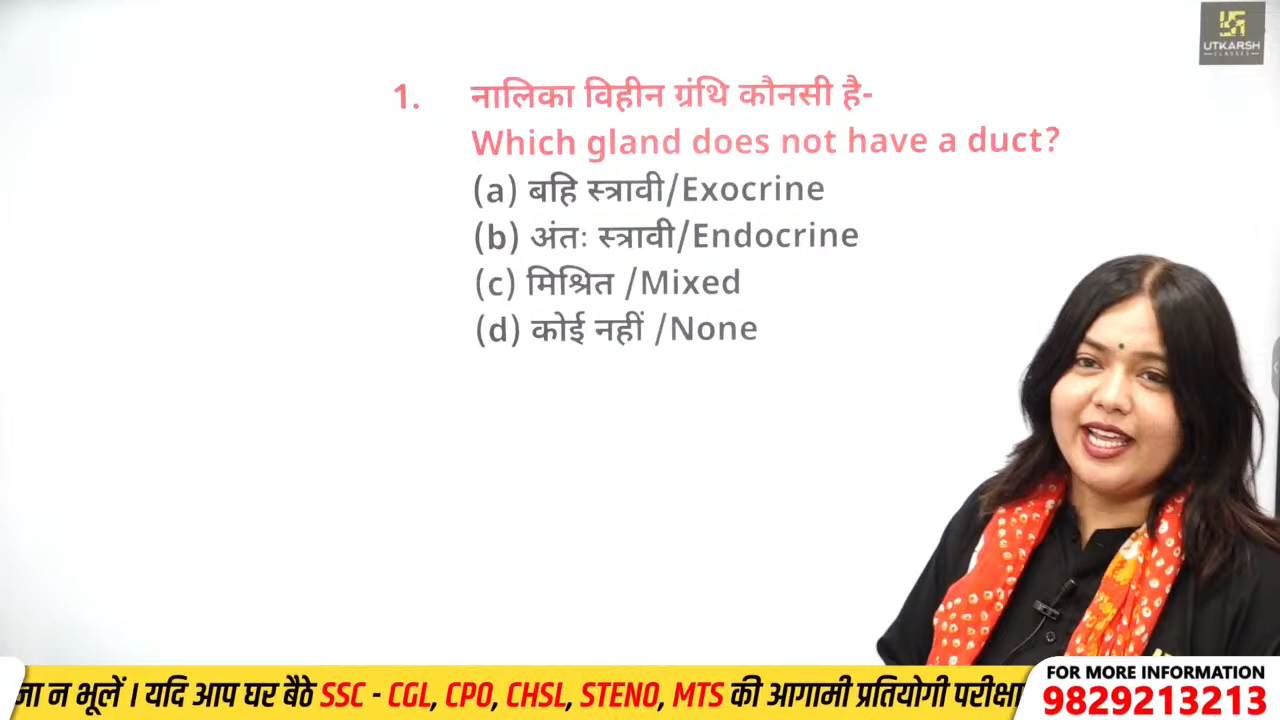 UTKARSH
CLASSES
1. नालिका विहीन ग्रंथि कौनसी है-
Which gland does not have a duct?
(a) बहि स्त्रावी/Exocrine
(b) अंतः स्त्रावी/Endocrine
(c) मिश्रित /Mixed
(d) कोई नहीं /None
ना न भूलें । यदि आप घर बैठे SSC - CGL, CPO, CHSL, STENO, MTS की आगामी प्रतियोगी परीक्षा
FOR MORE INFORMATION
9829213213